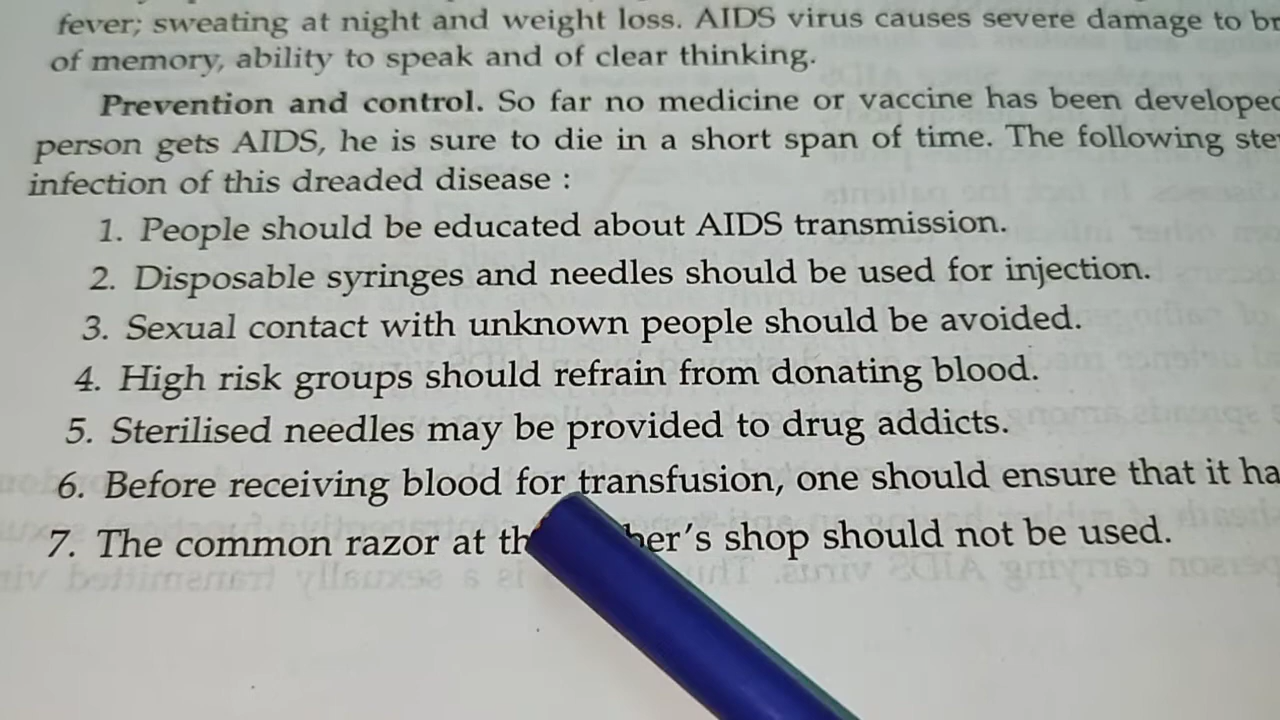 fever; sweating at night and weight loss. AIDS virus causes severe damage to
of memory, ability to speak and of clear thinking.
Prevention and control. So far no medicine or vaccine has been
person gets AIDS, he is sure to die in a short span of time. The following
infection of this dreaded disease :
1. People should be educated about AIDS transmission.
2. Disposable syringes and needles should be used for injection.
3. Sexual contact with unknown people should be avoided.
4. High risk groups should refrain from donating blood.
5. Sterilised needles may be provided to drug addicts.
6. Before receiving blood for transfusion, one should ensure that it
7. The common razor at shop should not be used.